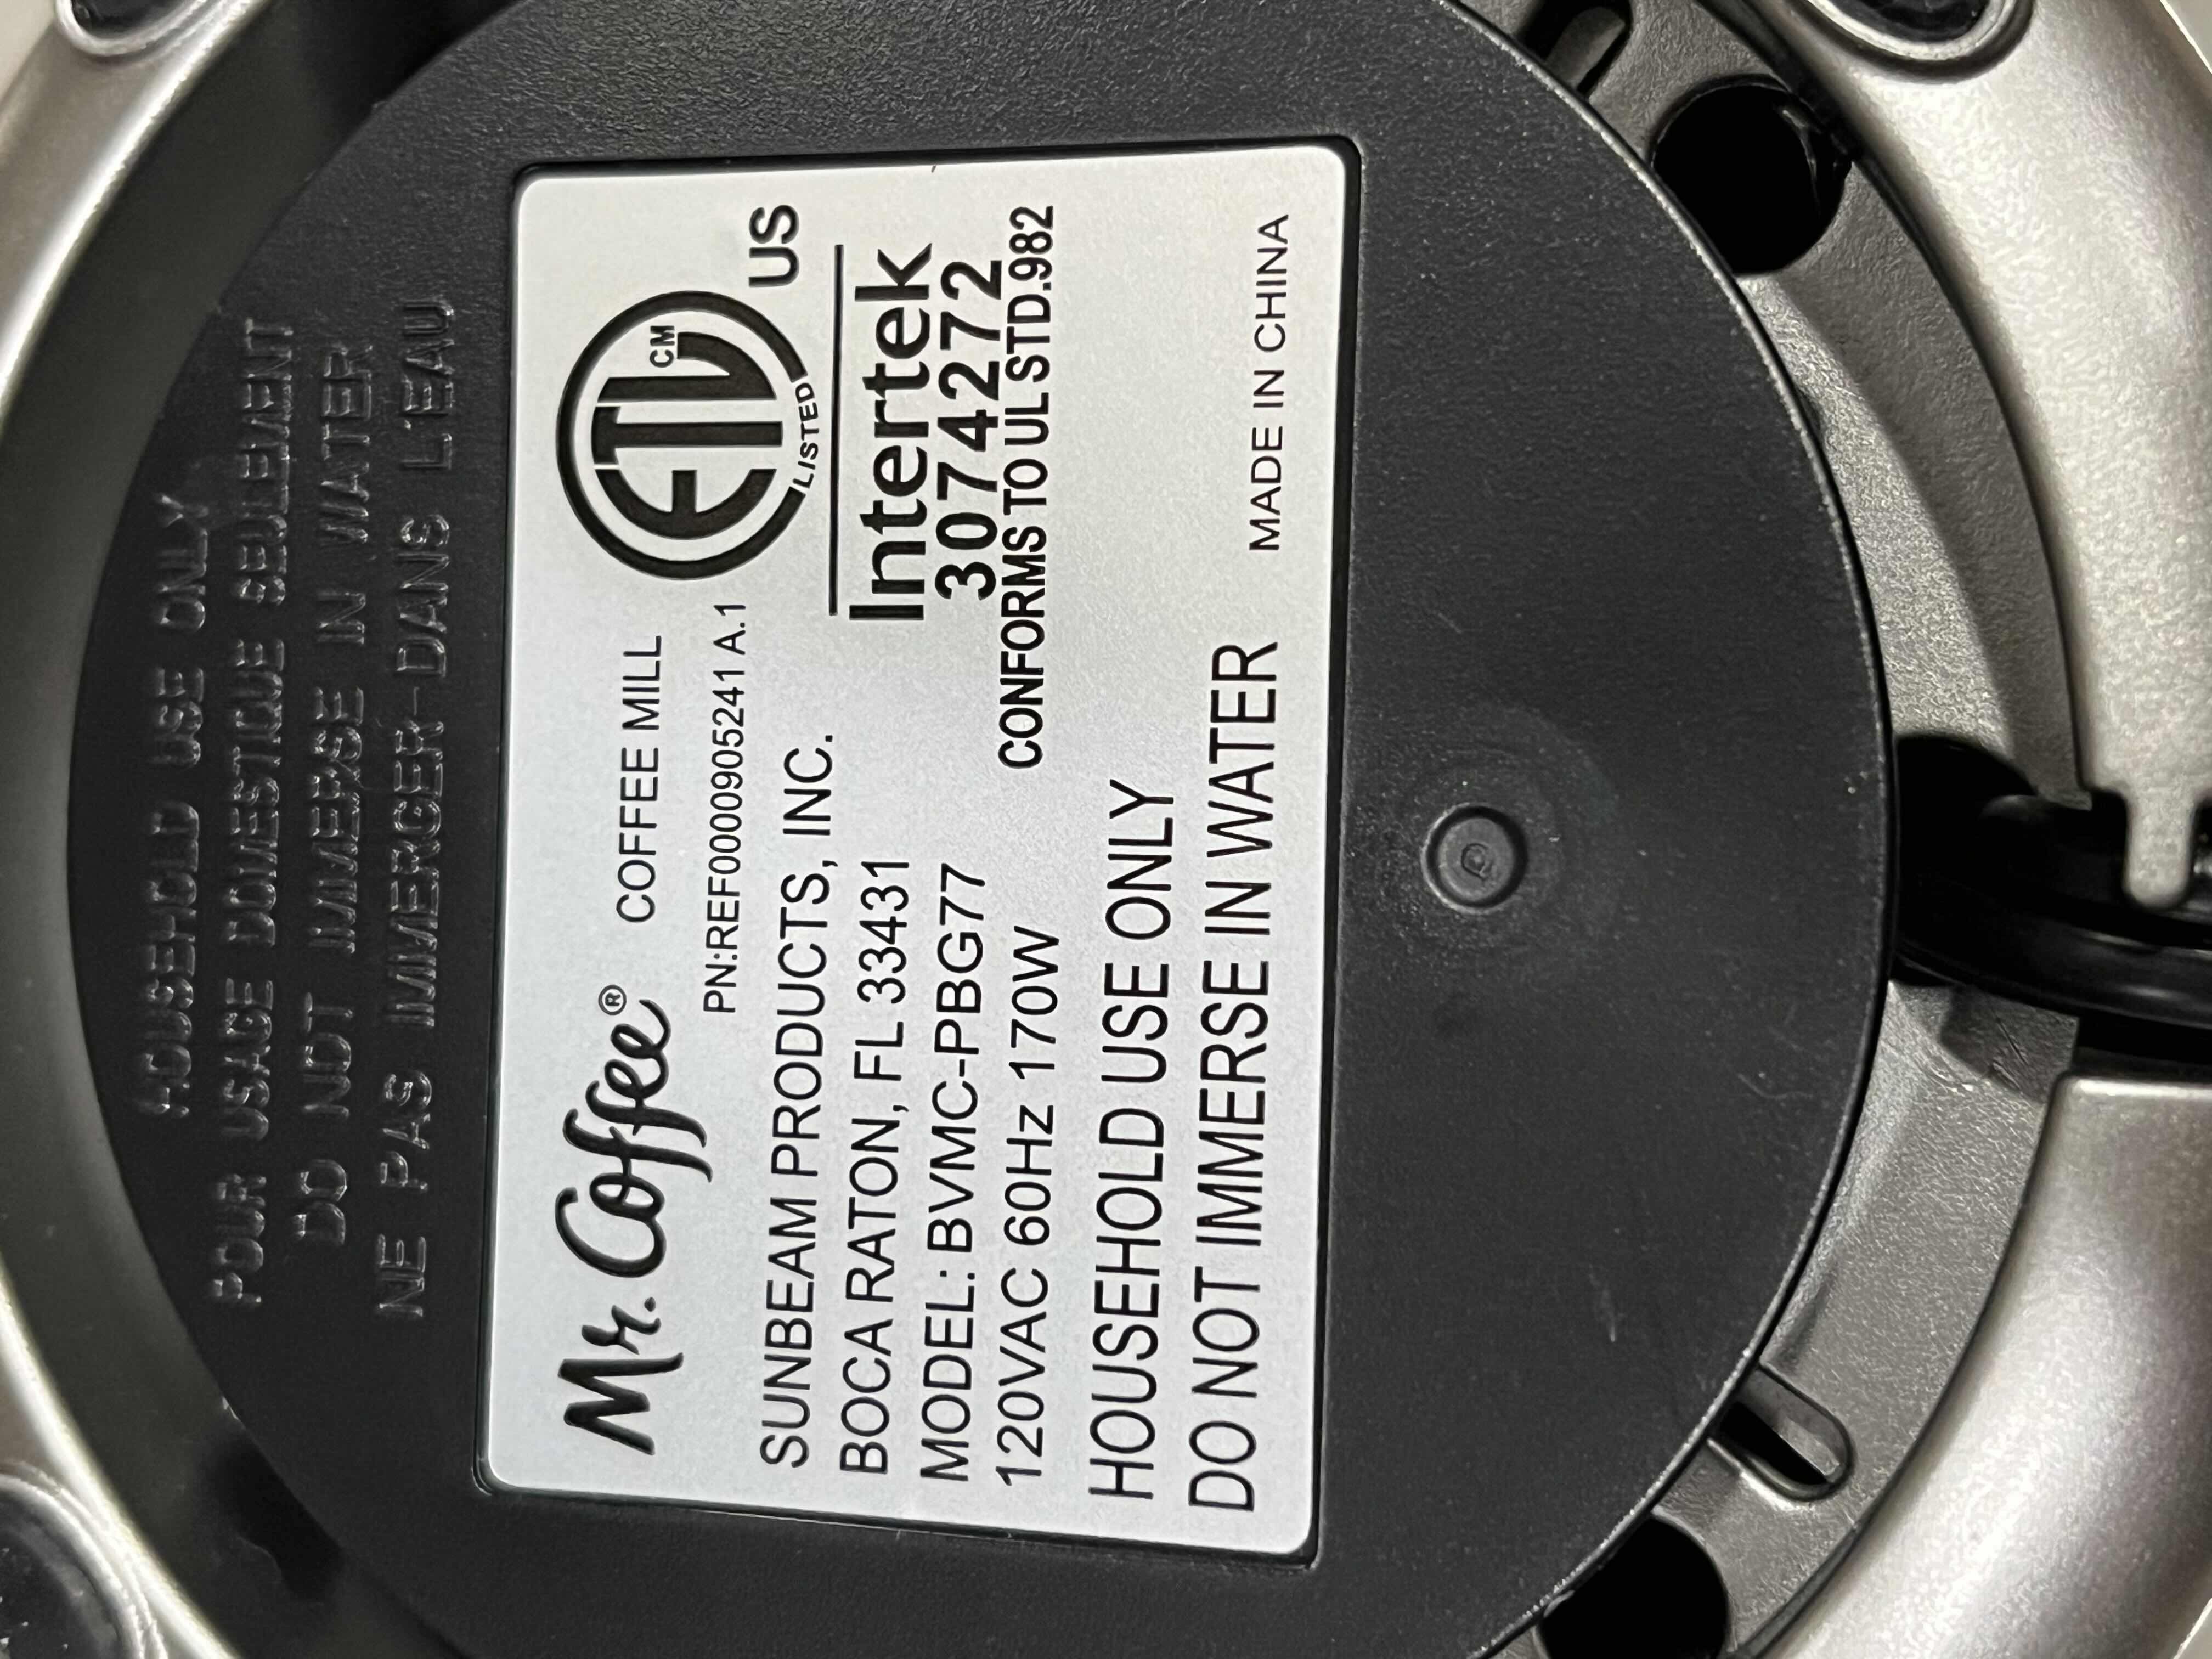 HOUSEHOLD USE ONLY
POUR USAGE DOMESTIQUE SEULEMENT
DO NOT IMMERSE IN WATER
NE PAS IMMERGER DANS L'EAU
Mr. Coffee® COFFEE MILL
PN:REF0000905241 A.1
SUNBEAM PRODUCTS, INC.
BOCA RATON, FL 33431
MODEL: BVMC-PBG77
120VAC 60Hz 170W
HOUSEHOLD USE ONLY
DO NOT IMMERSE IN WATER
ETL CM
LISTED
US
Intertek
3074272
CONFORMS TO UL STD.982
MADE IN CHINA